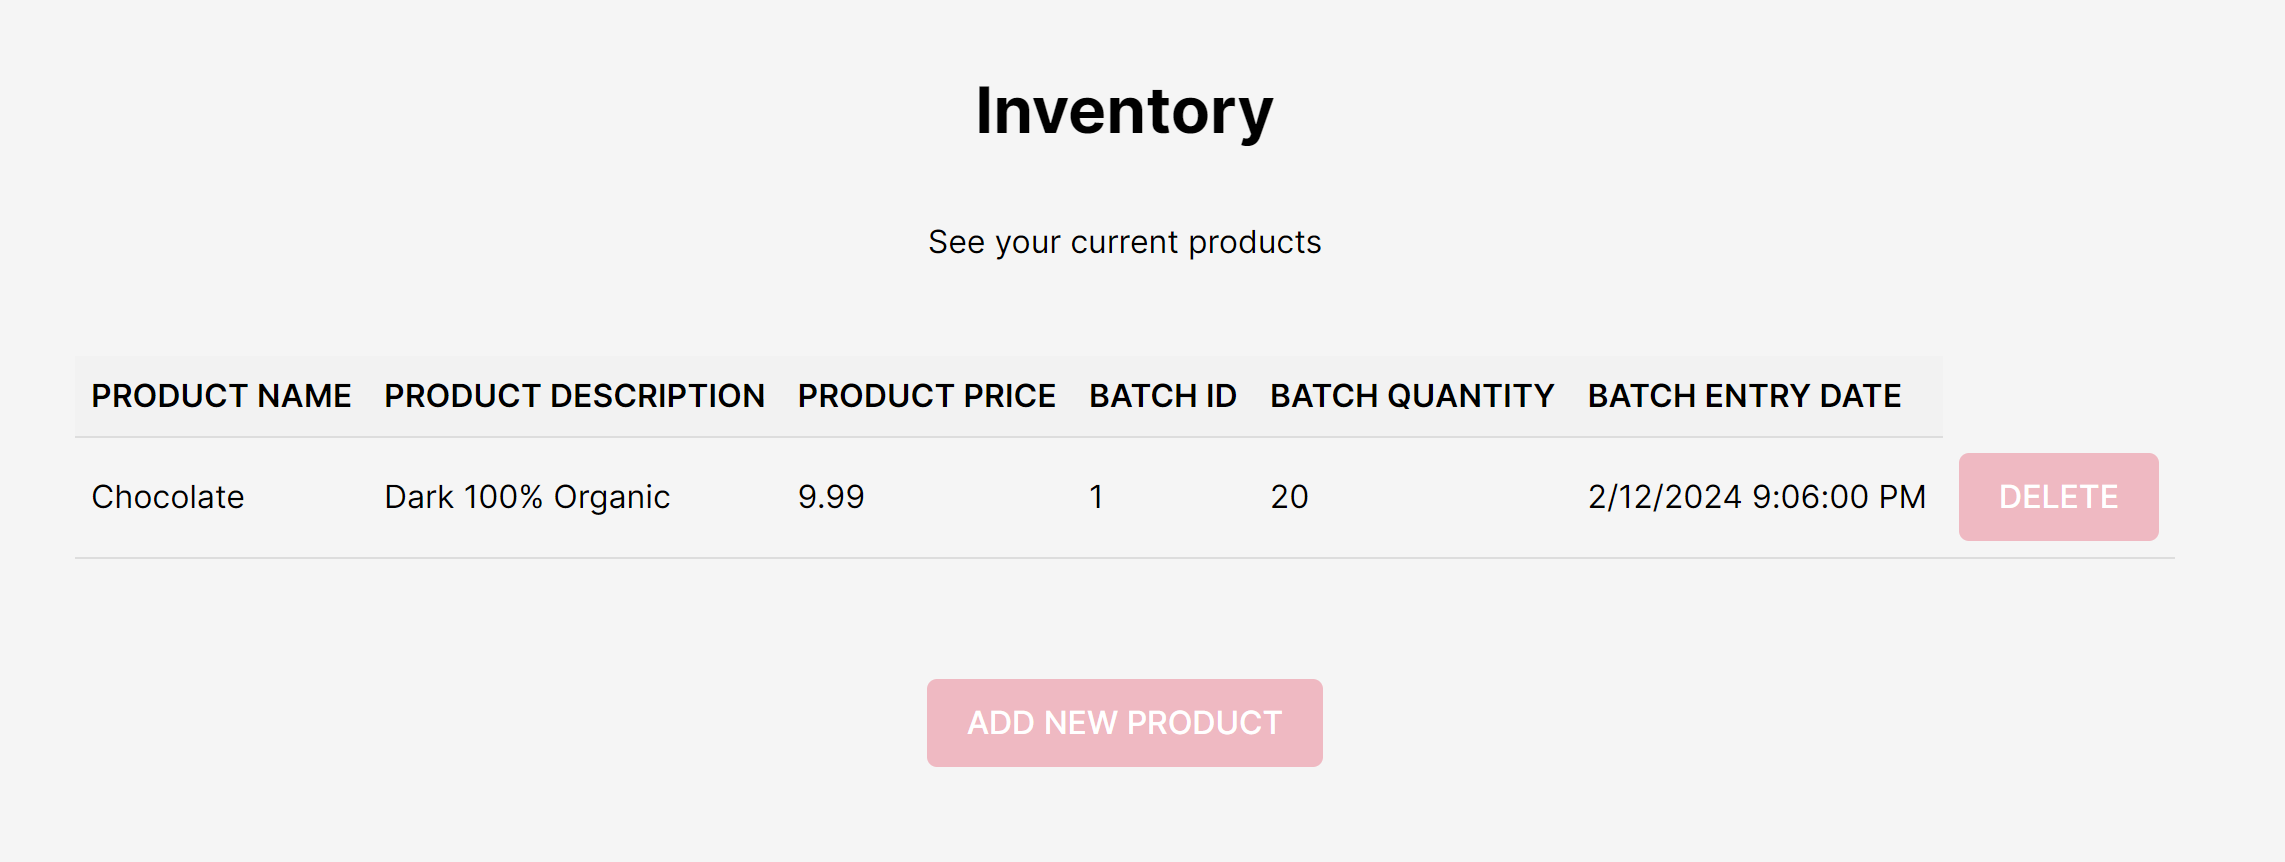 Inventory
See your current products
PRODUCT NAME PRODUCT DESCRIPTION PRODUCT PRICE BATCH ID BATCH QUANTITY BATCH ENTRY DATE
Chocolate Dark 100% Organic 9.99 1 20 2/12/2024 9:06:00 PM DELETE
ADD NEW PRODUCT